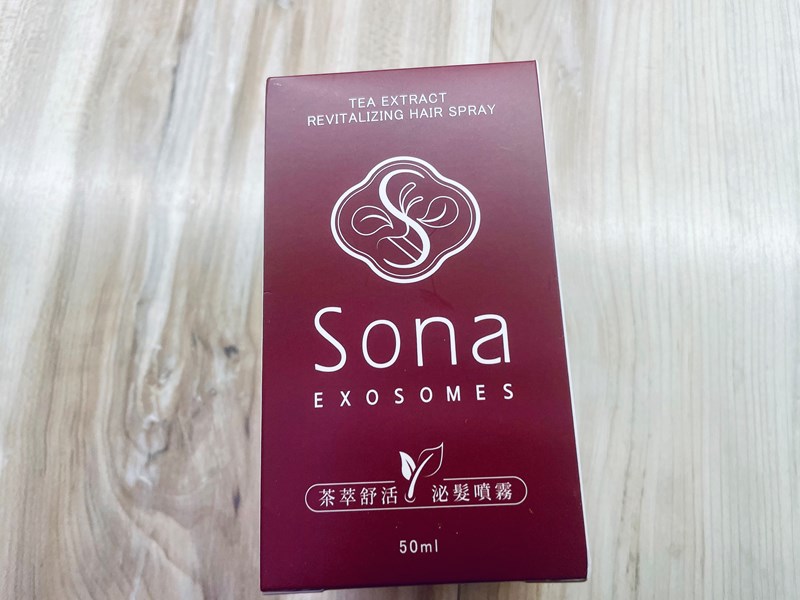 TEA EXTRACT
REVITALIZING HAIR SPRAY
Sona
EXOSOMES
茶萃舒活 泌髮噴霧
50ml